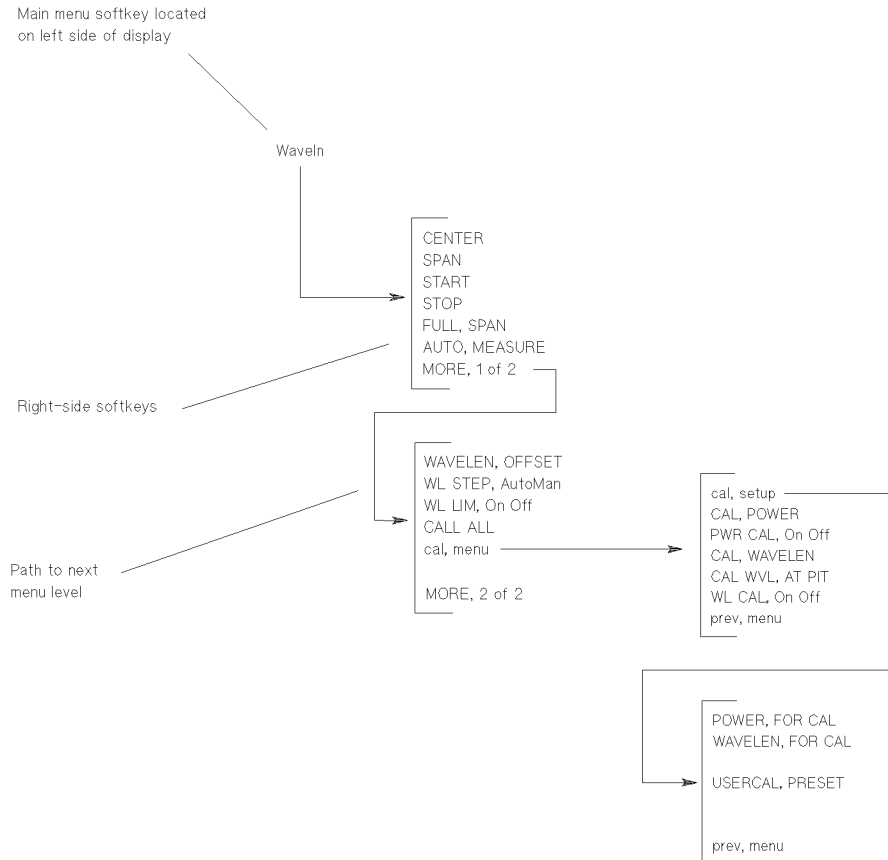 Main menu softkey located
on left side of display
Waveln
CENTER
SPAN
START
STOP
FULL, SPAN
AUTO, MEASURE
MORE, 1 of 2
Right-side softkeys
WAVELEN, OFFSET
WL STEP, AutoMan
WL LIM, On Off
CALL ALL
cal, menu
MORE, 2 of 2
Path to next
menu level
cal, setup
CAL, POWER
PWR CAL, On Off
CAL, WAVELEN
CAL WVL, AT PIT
WL CAL, On Off
prev, menu
POWER, FOR CAL
WAVELEN, FOR CAL
USERCAL, PRESET
prev, menu